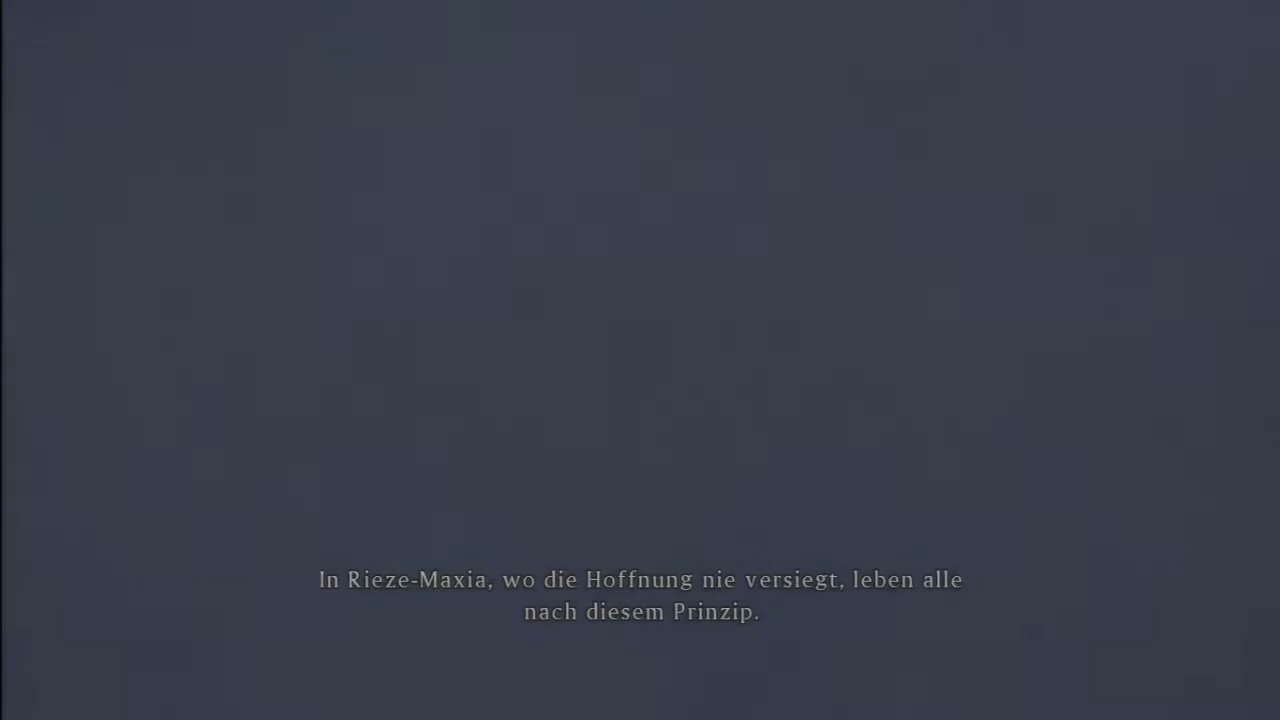 In Rieze-Maxia, wo die Hoffnung nie versiegt, leben alle
nach diesem Prinzip.